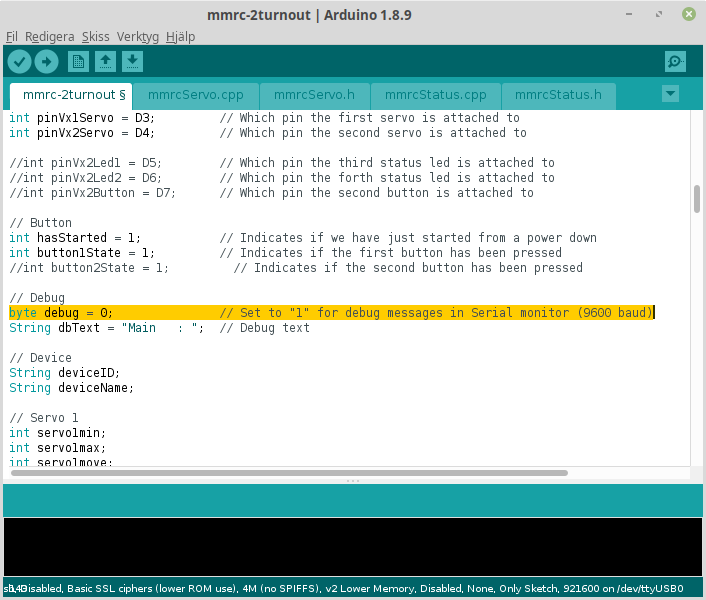 mmrc-2turnout | Arduino 1.8.9
Fil Redigera Skiss Verktyg Hjälp
mmrc-2turnout § mmrcServo.cpp mmrcServo.h mmrcStatus.cpp mmrcStatus.h
int pinVx1Servo = D3; // Which pin the first servo is attached to
int pinVx2Servo = D4; // Which pin the second servo is attached to
//int pinVx2Led1 = D5; // Which pin the third status led is attached to
//int pinVx2Led2 = D6; // Which pin the forth status led is attached to
//int pinVx2Button = D7; // Which pin the second button is attached to
// Button
int hasStarted = 1; // Indicates if we have just started from a power down
int button1State = 1; // Indicates if the first button has been pressed
//int button2State = 1; // Indicates if the second button has been pressed
// Debug
byte debug = 0; // Set to "1" for debug messages in Serial monitor (9600 baud)
String dbText = "Main   : "; // Debug text
// Device
String deviceID;
String deviceName;
// Servo 1
int servo1min;
int servo1max;
int servo1move;
Disabled, Basic SSL ciphers (lower ROM use), 4M (no SPIFFS), v2 Lower Memory, Disabled, None, Only Sketch, 921600 on /dev/ttyUSB0